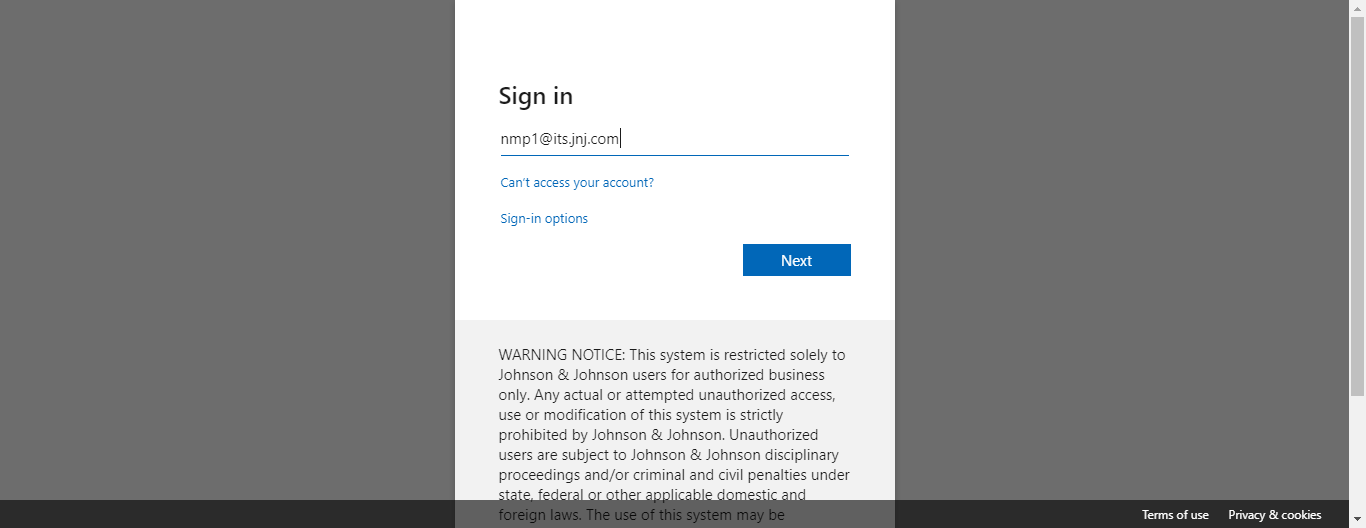 Sign in
nmp1@its.jnj.com
Can't access your account?
Sign-in options
Next
WARNING NOTICE: This system is restricted solely to
Johnson & Johnson users for authorized business
only. Any actual or attempted unauthorized access,
use or modification of this system is strictly
prohibited by Johnson & Johnson. Unauthorized
users are subject to Johnson & Johnson disciplinary
proceedings and/or criminal and civil penalties under
state, federal or other applicable domestic and
foreign laws. The use of this system may be
Terms of use Privacy & cookies